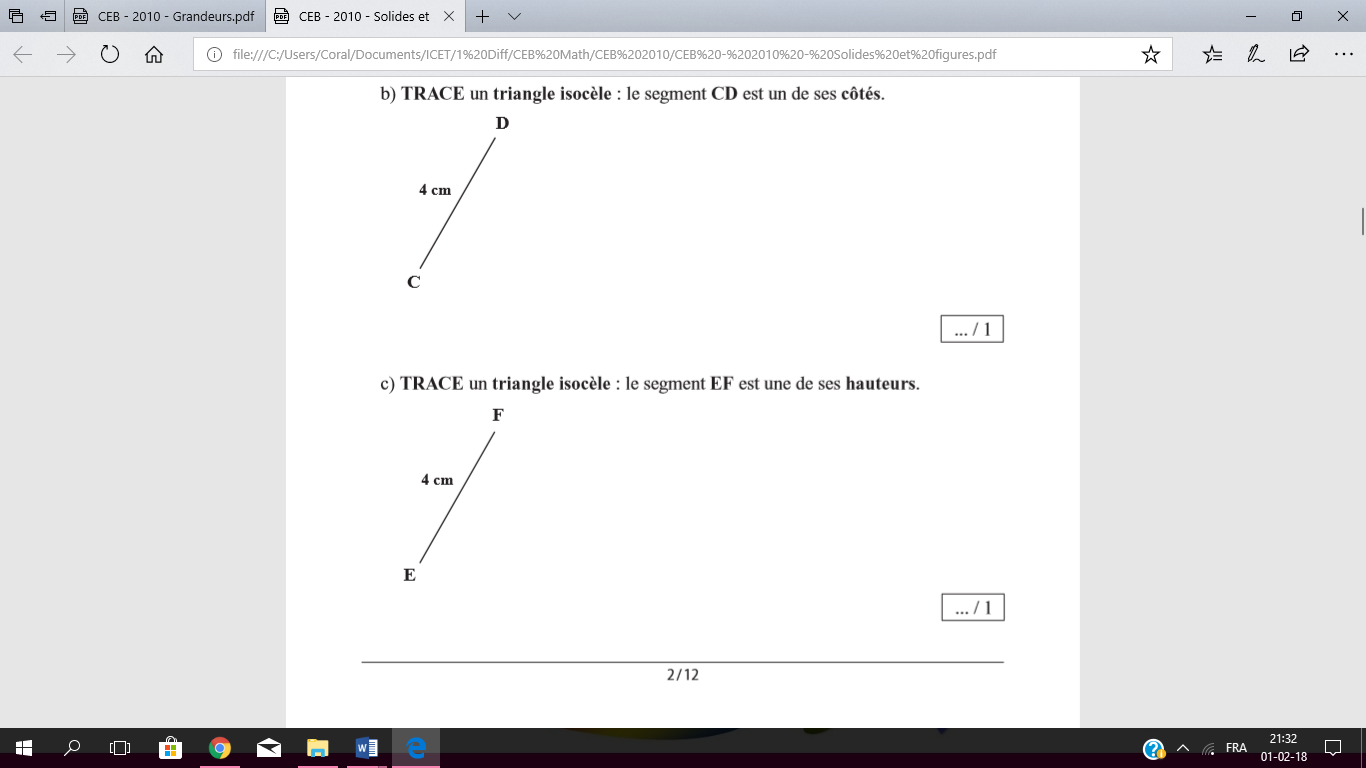 CEB - 2010 - Grandeurs.pdf
CEB - 2010 - Solides et
file:///C:/Users/Coral/Documents/ICET/1%20Diff/CEB%20Math/CEB%202010/CEB%20-%202010%20-%20Solides%20et%20figures.pdf
b) TRACE un triangle isocèle : le segment CD est un de ses côtés.
D
4 cm
C
... / 1
c) TRACE un triangle isocèle : le segment EF est une de ses hauteurs.
F
4 cm
E
... / 1
2/12
FRA
21:32
01-02-18